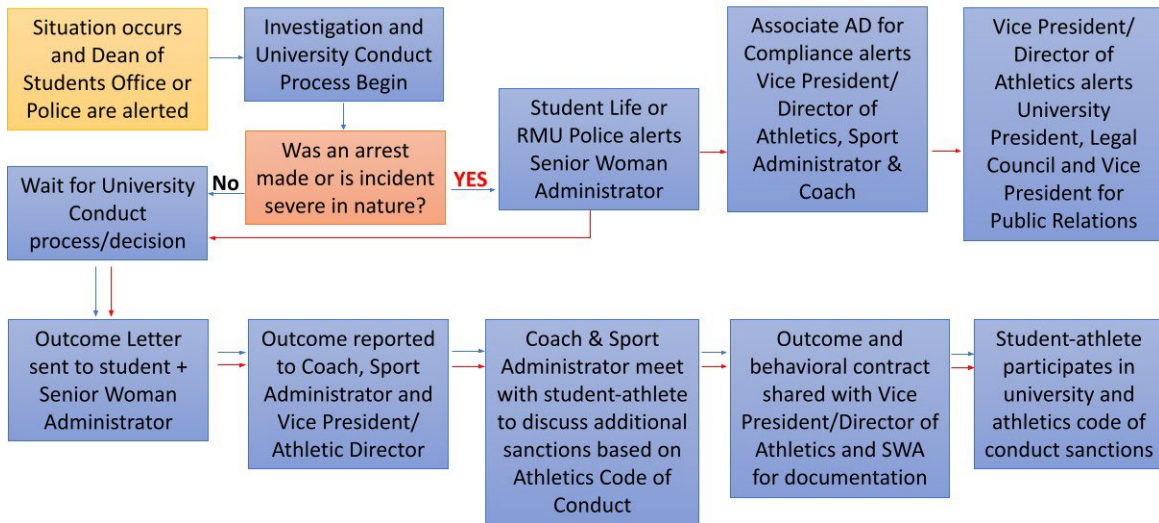 Situation occurs
and Dean of
Students Office or
Police are alerted
Investigation and
University Conduct
Process Begin
Was an arrest
made or is incident
severe in nature?
No
YES
Wait for University
Conduct
process/decision
Student Life or
RMU Police alerts
Senior Woman
Administrator
Associate AD for
Compliance alerts
Vice President/
Director of
Athletics, Sport
Administrator &
Coach
Vice President/
Director of
Athletics alerts
University
President, Legal
Council and Vice
President for
Public Relations
Outcome Letter
sent to student +
Senior Woman
Administrator
Outcome reported
to Coach, Sport
Administrator and
Vice President/
Athletic Director
Coach & Sport
Administrator meet
with student-athlete
to discuss additional
sanctions based on
Athletics Code of
Conduct
Outcome and
behavioral contract
shared with Vice
President/Director of
Athletics and SWA
for documentation
Student-athlete
participates in
university and
athletics code of
conduct sanctions